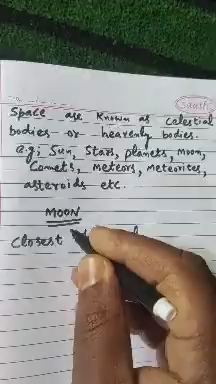 Space are known as celestial
bodies or heavenly bodies.
e.g; Sun, Stars, planets, Moon,
Comets, Meteors, Meteorites,
asteroids etc.
MOON
Closest